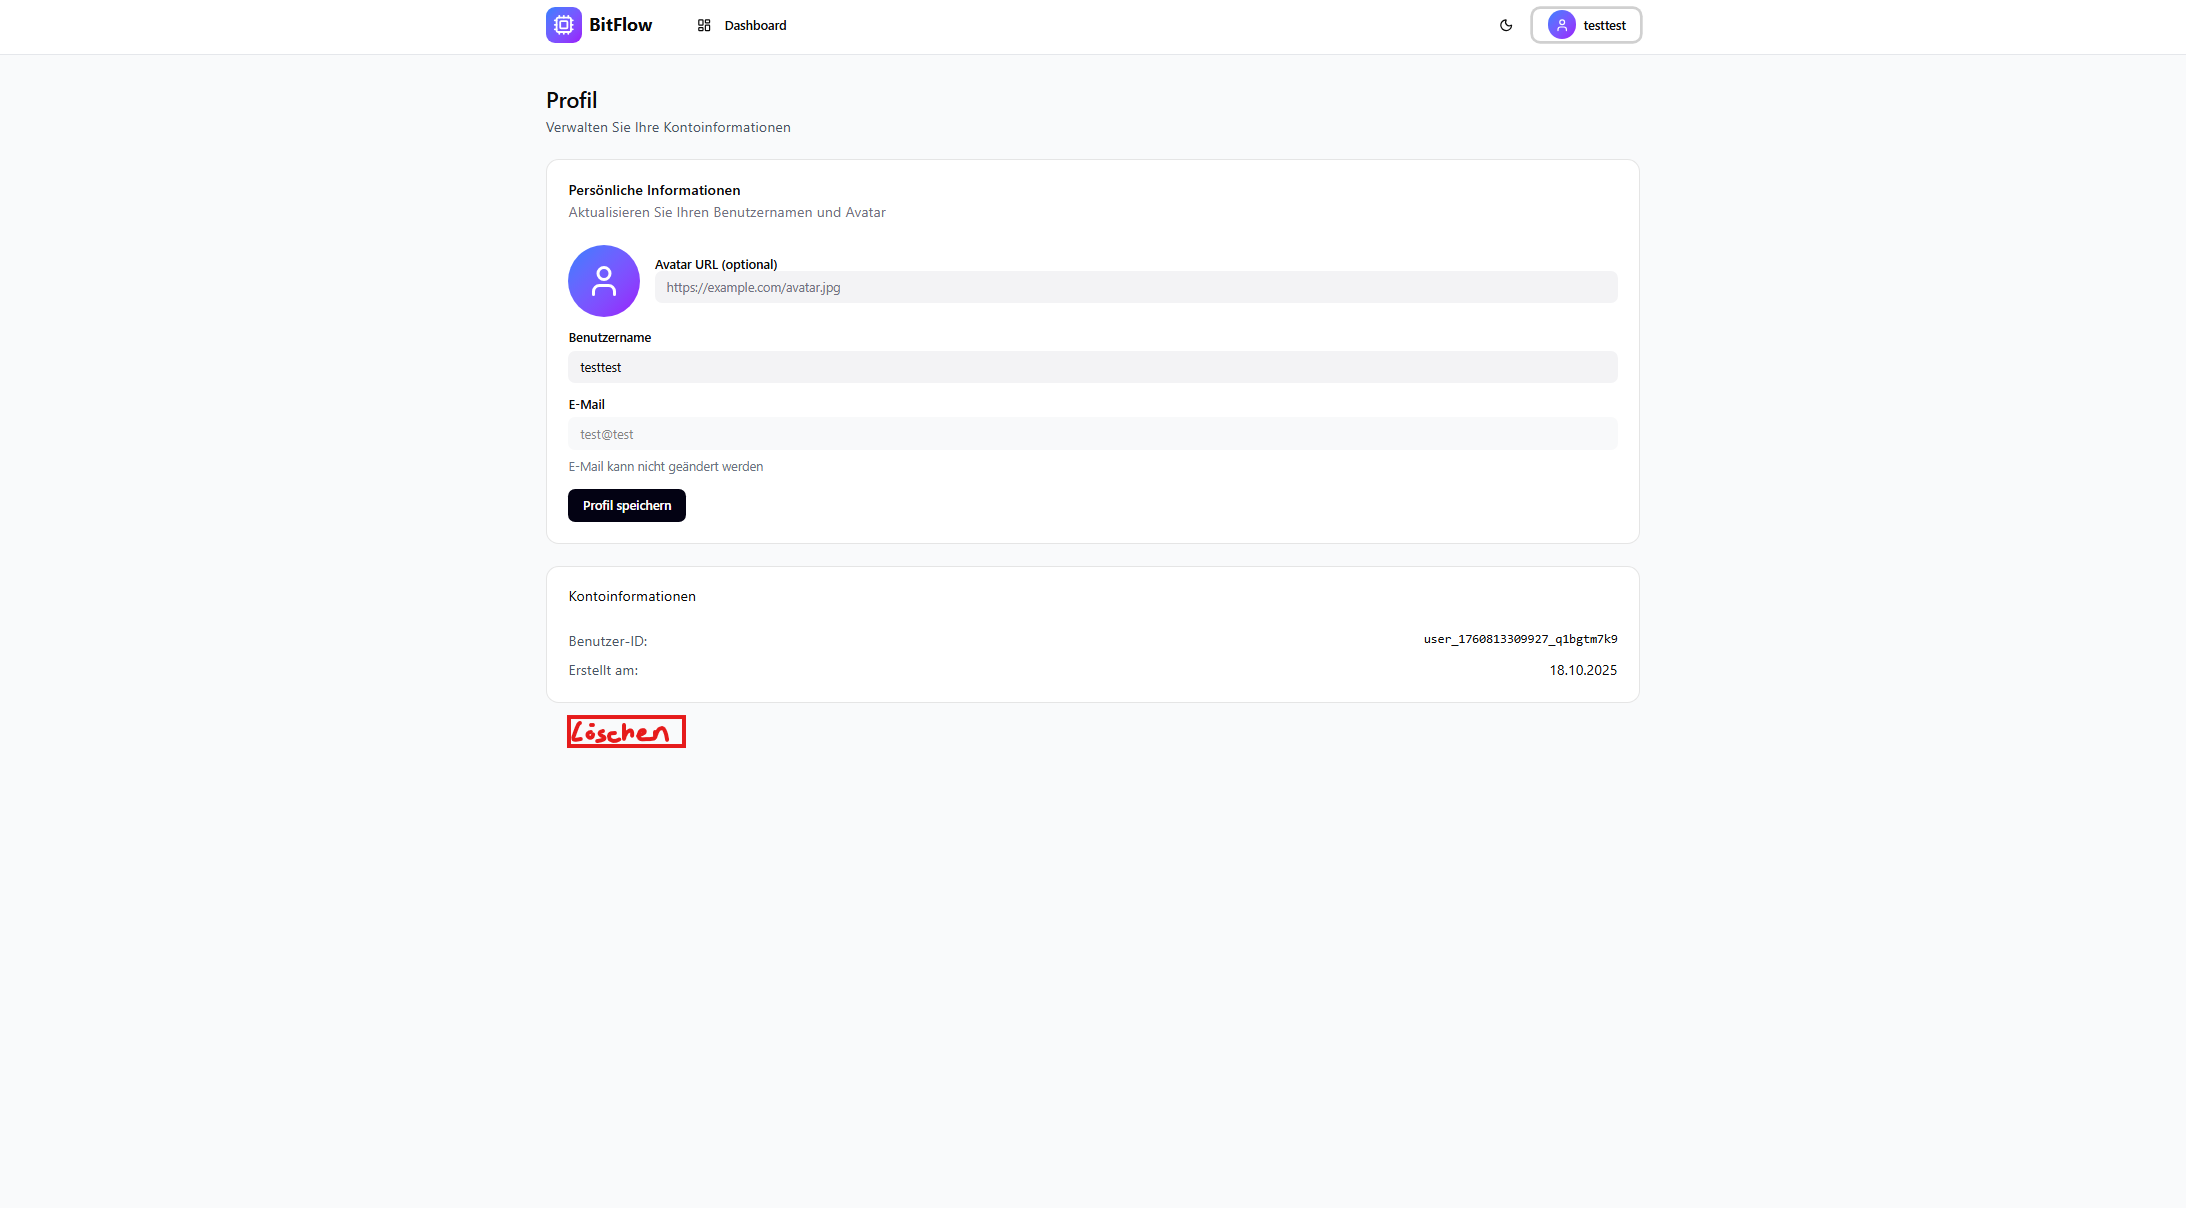 BitFlow
Dashboard
testtest
Profil
Verwalten Sie Ihre Kontoinformationen
Persönliche Informationen
Aktualisieren Sie Ihren Benutzernamen und Avatar
Avatar URL (optional)
https://example.com/avatar.jpg
Benutzername
testtest
E-Mail
test@test
E-Mail kann nicht geändert werden
Profil speichern
Kontoinformationen
Benutzer-ID: user_1760813309927_q1bgtm7k9
Erstellt am: 18.10.2025
Löschen